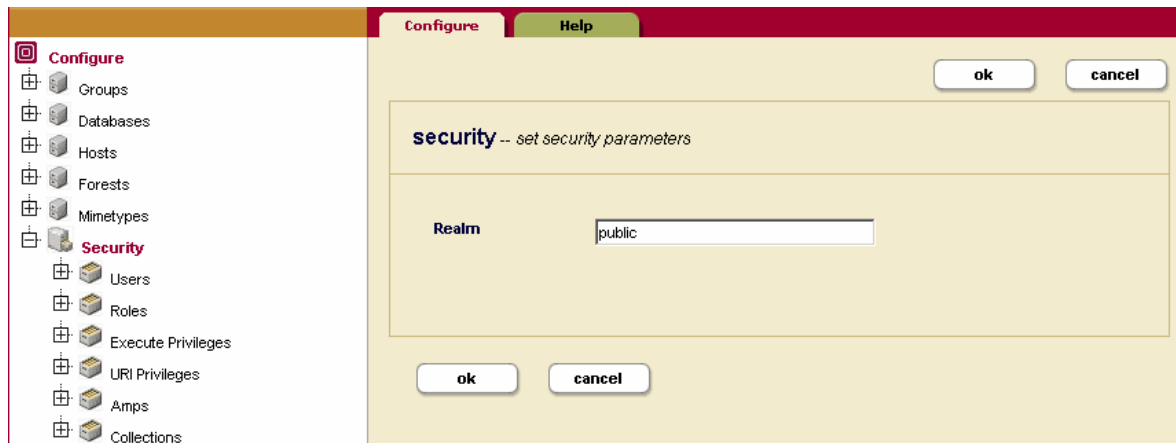 Configure
Groups
Databases
Hosts
Forests
Mimetypes
Security
Users
Roles
Execute Privileges
URI Privileges
Amps
Collections
Configure Help
ok cancel
security -- set security parameters
Realm public
ok cancel